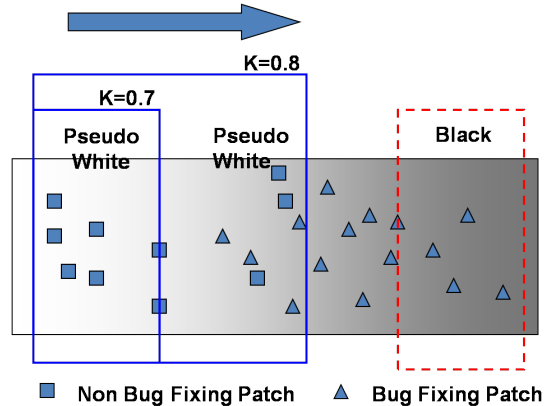 K=0.8
K=0.7
Pseudo White
Pseudo White
Black
Non Bug Fixing Patch
Bug Fixing Patch